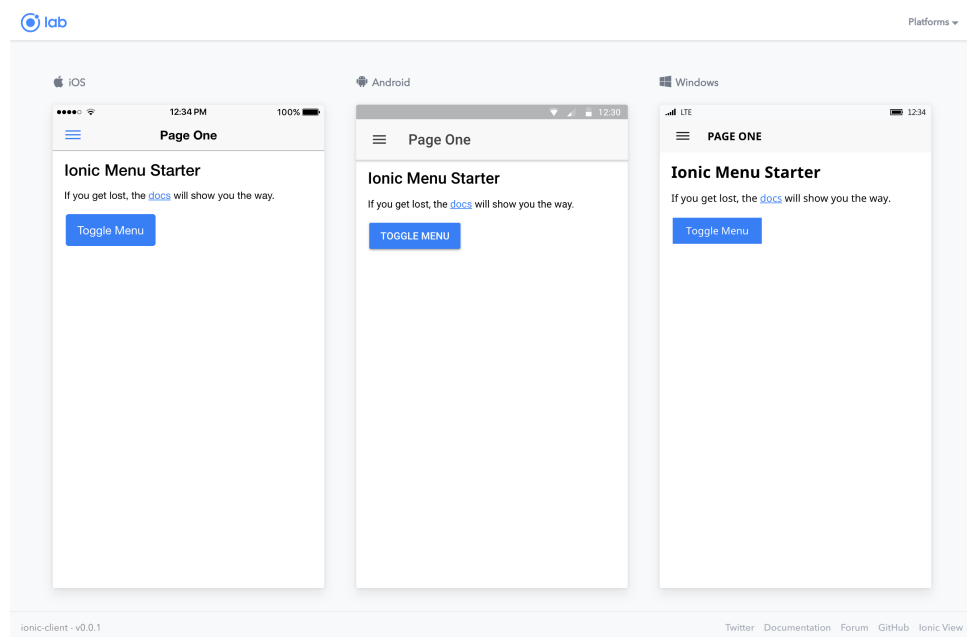 lab
Platforms
iOS
12:34 PM
100%
Page One
Ionic Menu Starter
If you get lost, the docs will show you the way.
Toggle Menu
Android
12:30
Page One
Ionic Menu Starter
If you get lost, the docs will show you the way.
TOGGLE MENU
Windows
LTE
12:34
PAGE ONE
Ionic Menu Starter
If you get lost, the docs will show you the way.
Toggle Menu
ionic-client - v0.0.1
Twitter Documentation Forum GitHub Ionic View